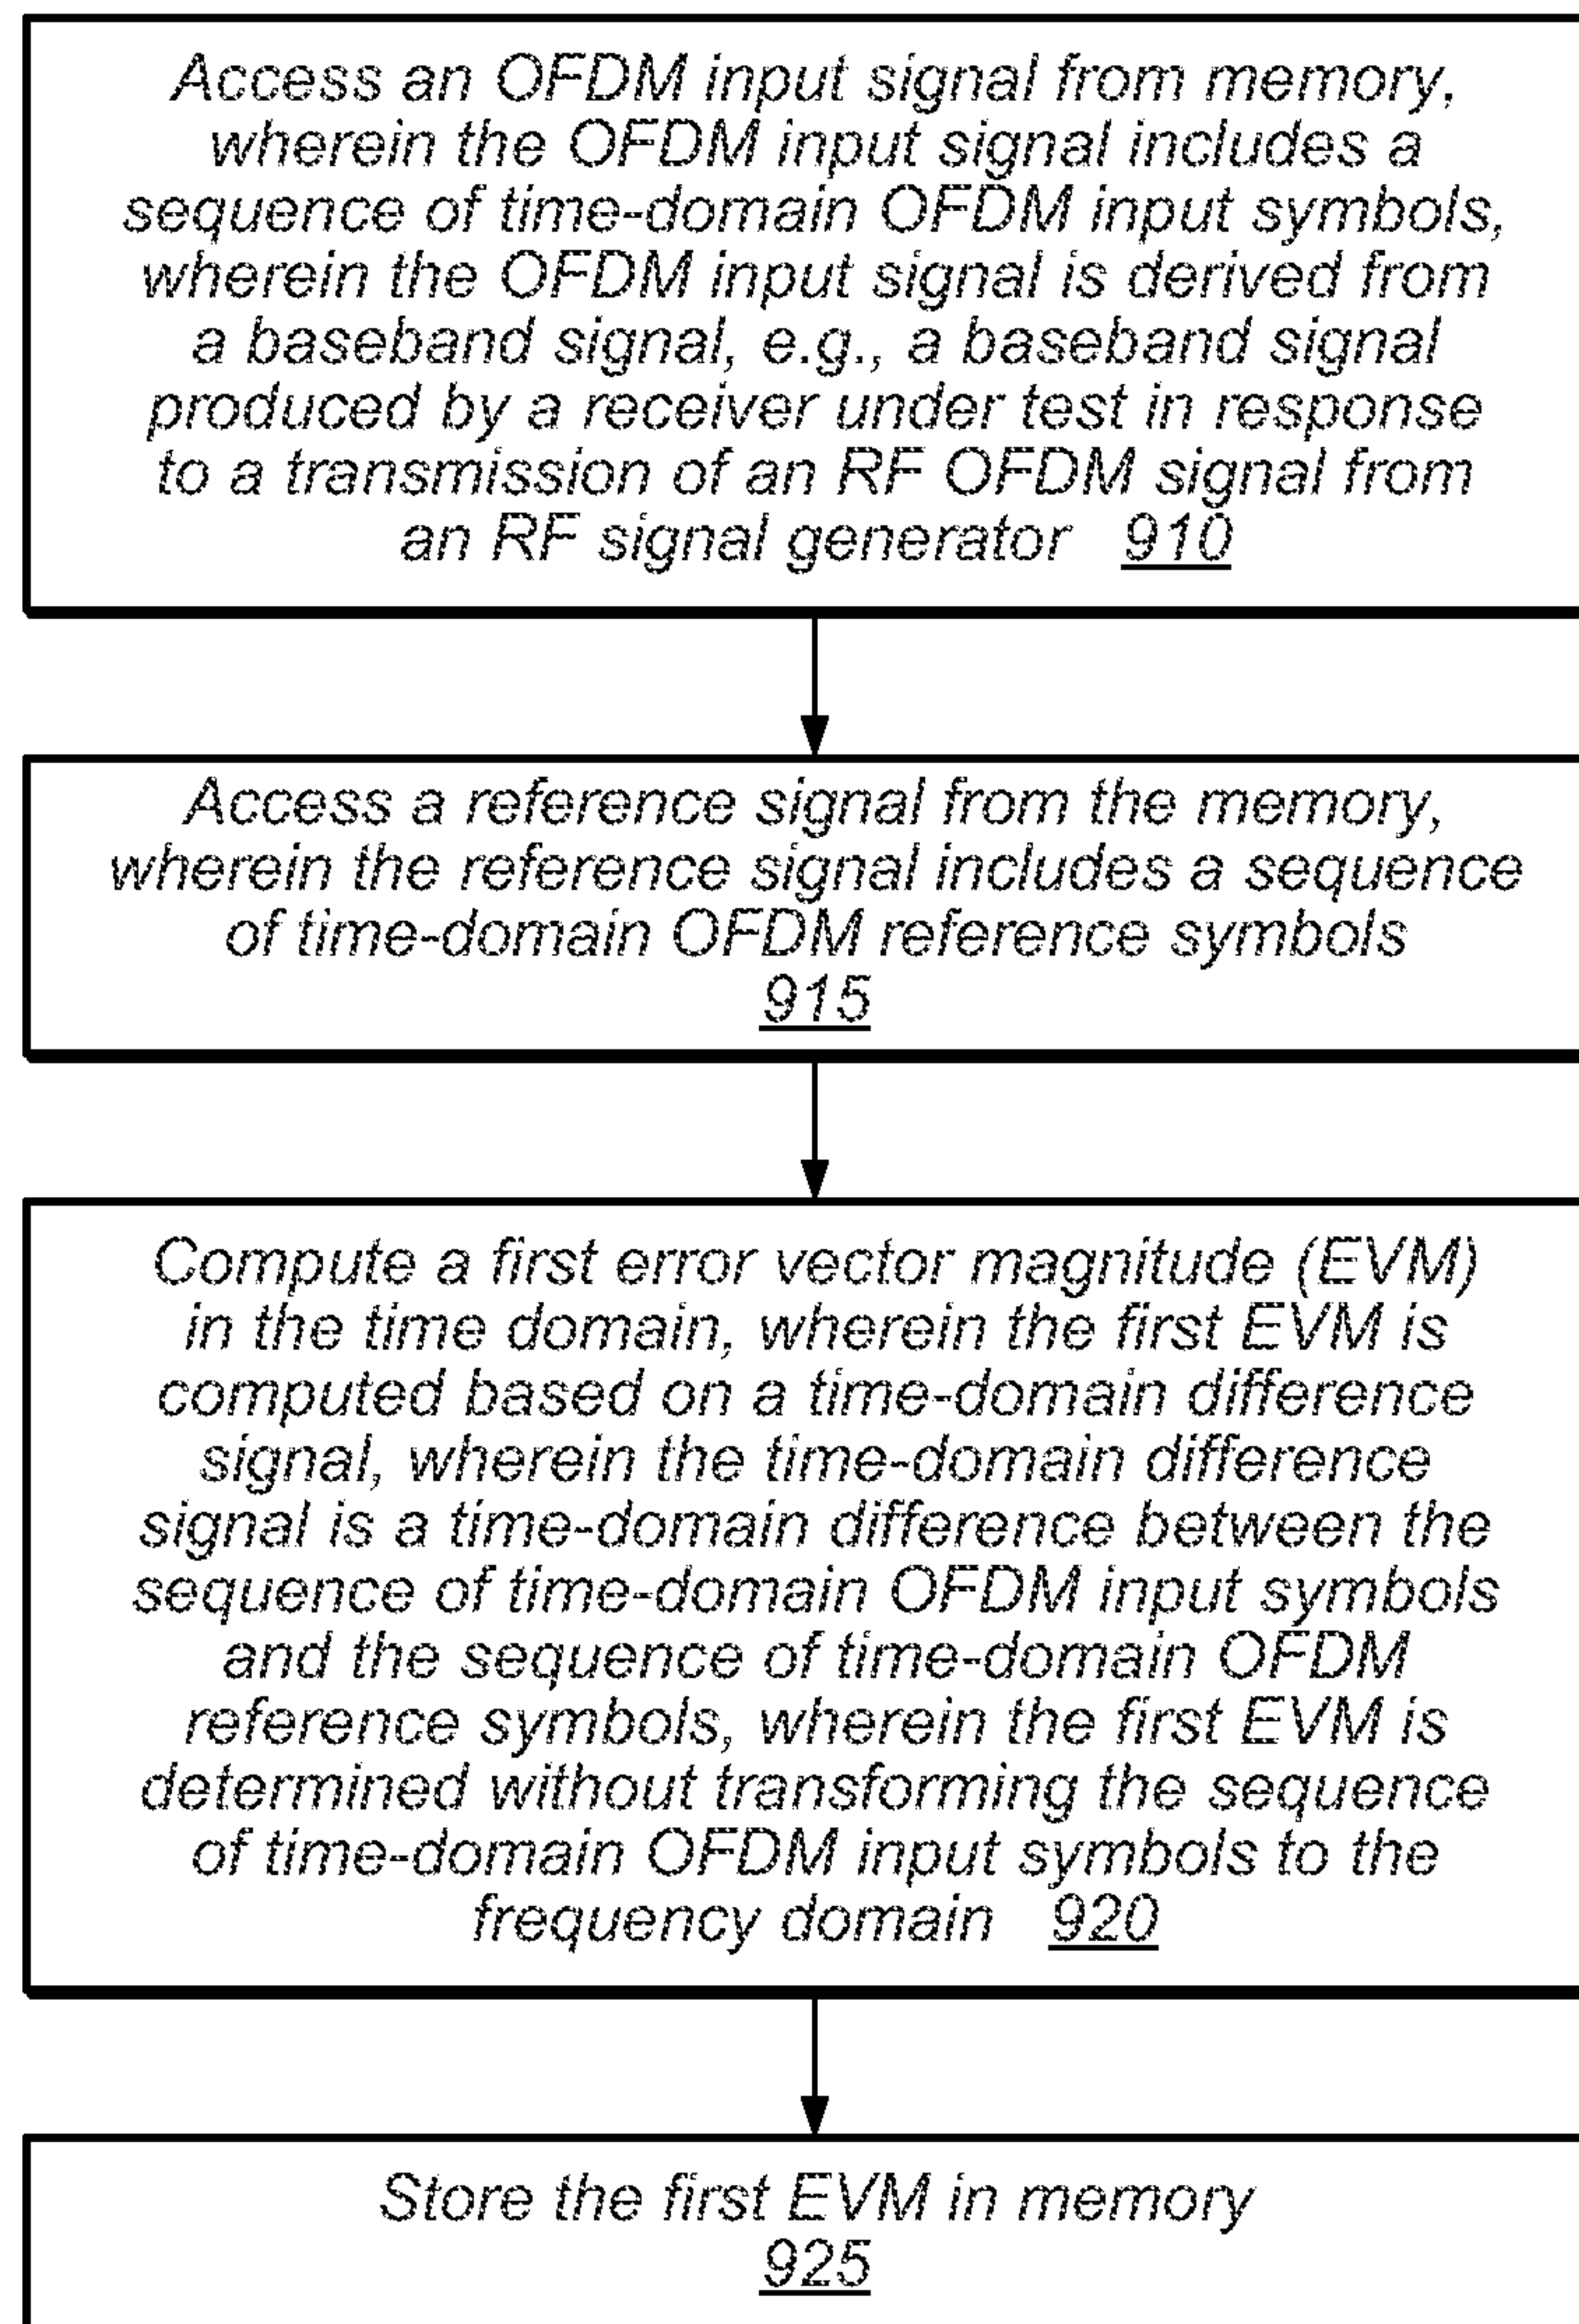 Access an OFDM input signal from memory,
wherein the OFDM input signal includes a
sequence of time-domain OFDM input symbols,
wherein the OFDM input signal is derived from
a baseband signal, e.g., a baseband signal
produced by a receiver under test in response
to a transmission of an RF OFDM signal from
an RF signal generator 910
Access a reference signal from the memory,
wherein the reference signal includes a sequence
of time-domain OFDM reference symbols
915
Compute a first error vector magnitude (EVM)
in the time domain, wherein the first EVM is
computed based on a time-domain difference
signal, wherein the time-domain difference
signal is a time-domain difference between the
sequence of time-domain OFDM input symbols
and the sequence of time-domain OFDM
reference symbols, wherein the first EVM is
determined without transforming the sequence
of time-domain OFDM input symbols to the
frequency domain 920
Store the first EVM in memory
925